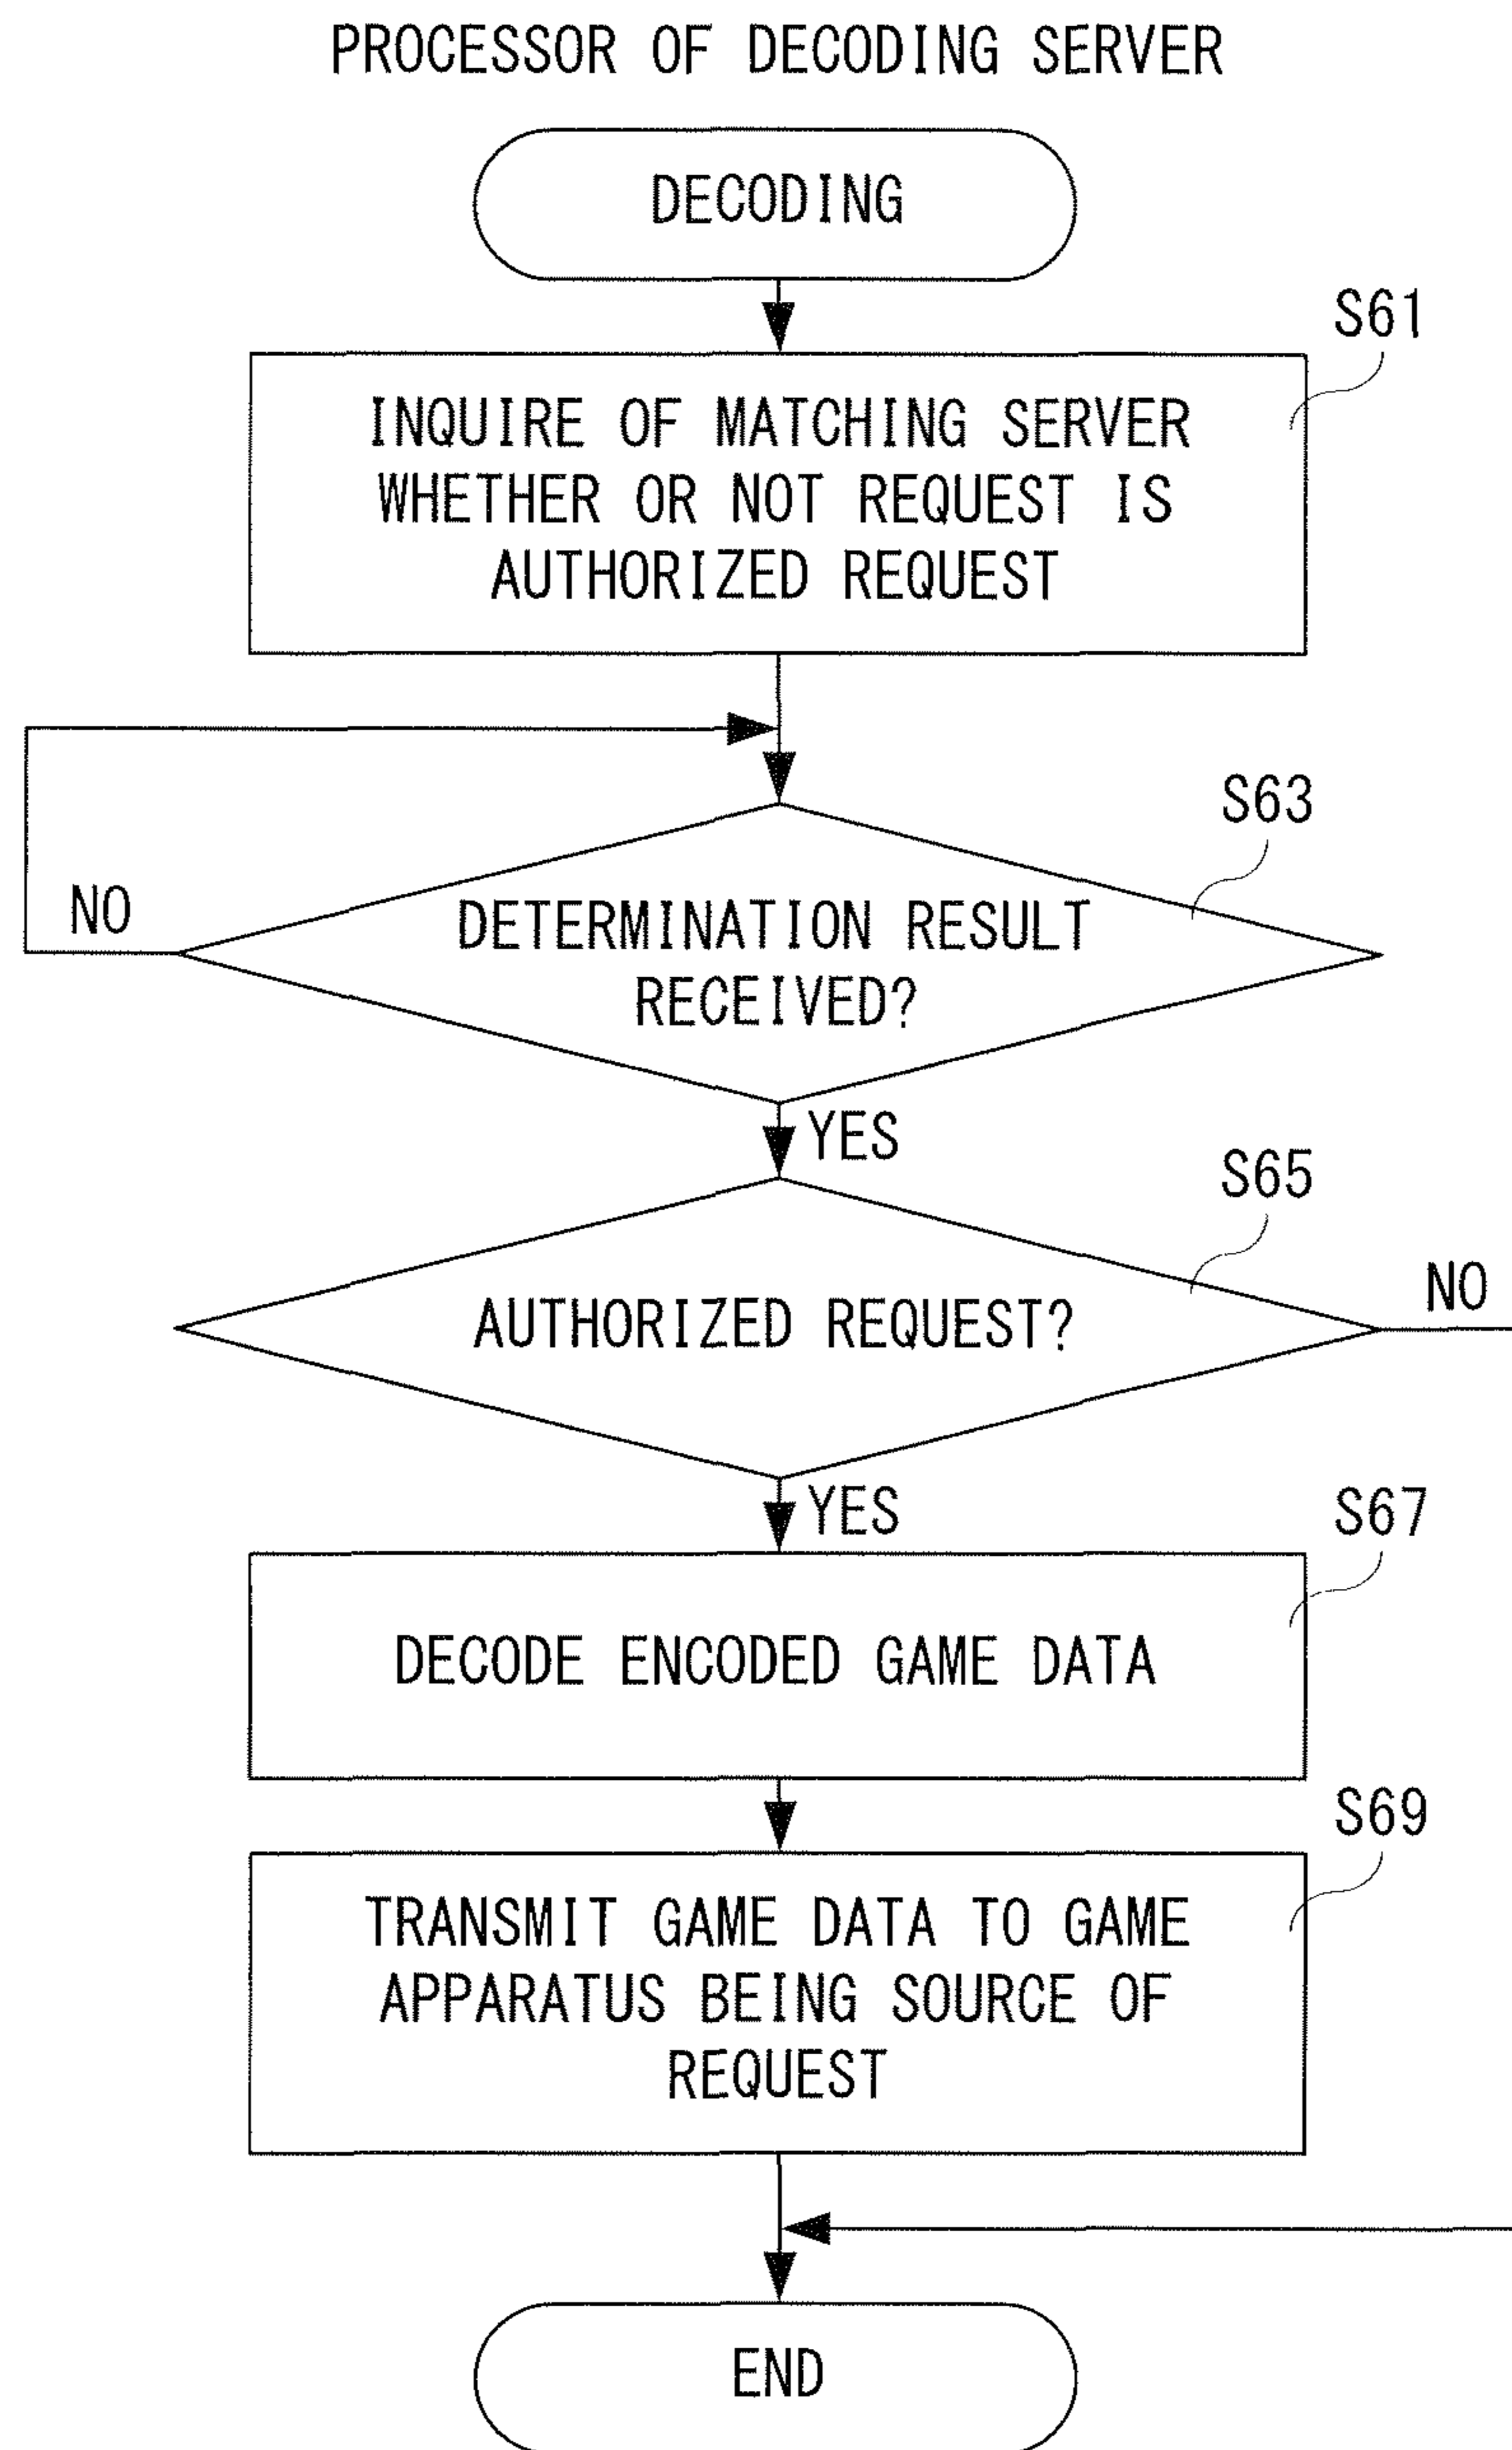 PROCESSOR OF DECODING SERVER
DECODING
S61
INQUIRE OF MATCHING SERVER
WHETHER OR NOT REQUEST IS
AUTHORIZED REQUEST
S63
NO
DETERMINATION RESULT
RECEIVED?
YES
S65
NO
AUTHORIZED REQUEST?
YES
S67
DECODE ENCODED GAME DATA
S69
TRANSMIT GAME DATA TO GAME
APPARATUS BEING SOURCE OF
REQUEST
END